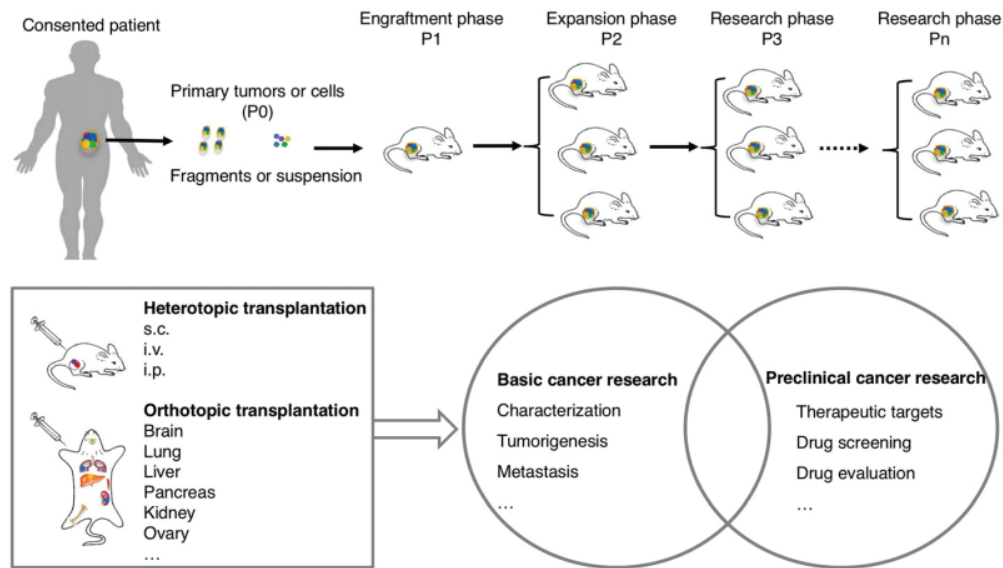 Consented patient
Primary tumors or cells
(P0)
Fragments or suspension
Engraftment phase
P1
Expansion phase
P2
Research phase
P3
Research phase
Pn
Heterotopic transplantation
s.c.
i.v.
i.p.
Orthotopic transplantation
Brain
Lung
Liver
Pancreas
Kidney
Ovary
...
Basic cancer research
Characterization
Tumorigenesis
Metastasis
...
Preclinical cancer research
Therapeutic targets
Drug screening
Drug evaluation
...